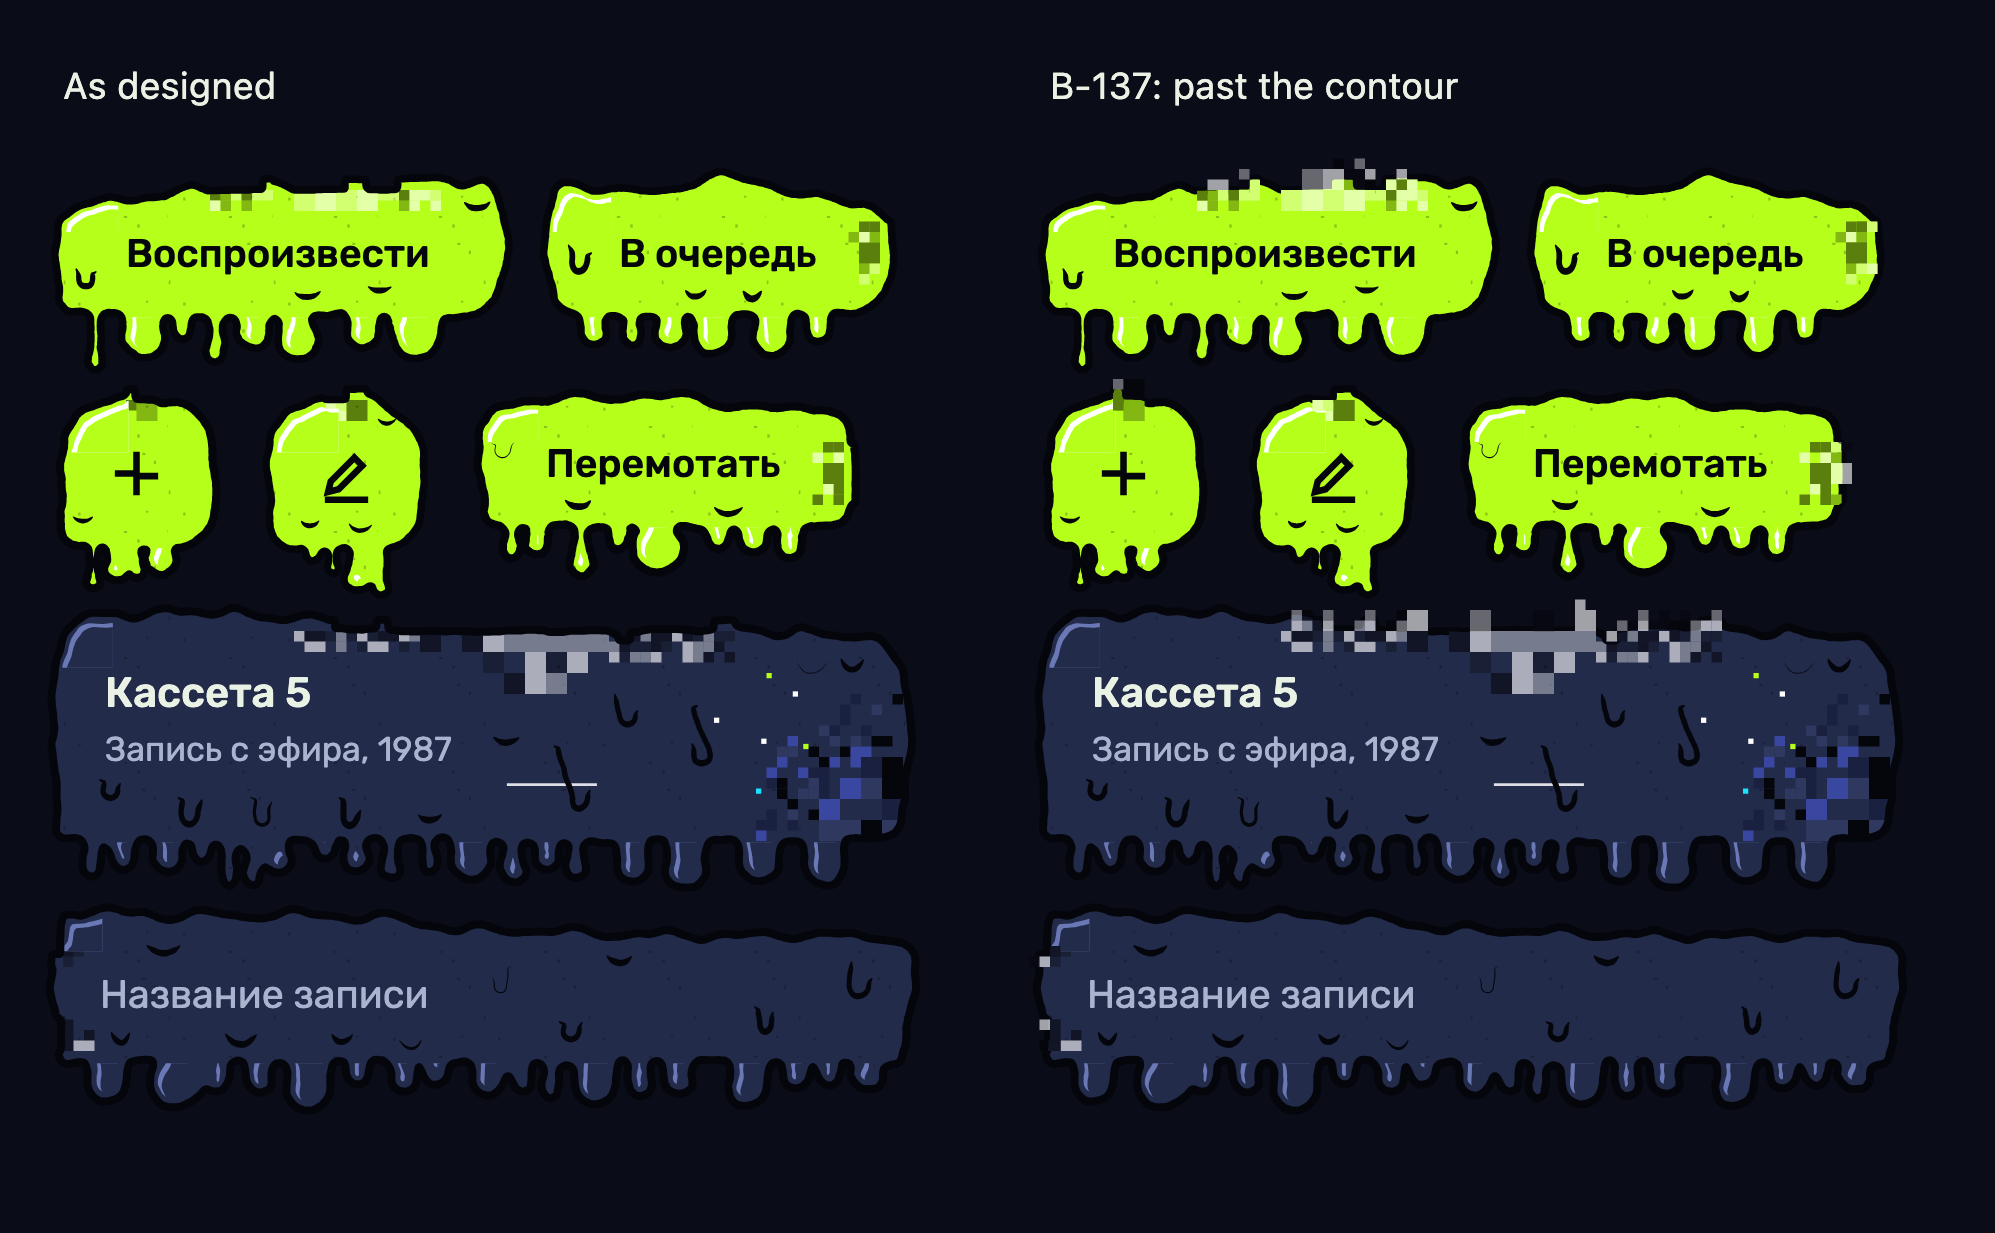 As designed
B-137: past the contour
Воспроизвести
В очередь
Воспроизвести
В очередь
Перемотать
Перемотать
Кассета 5
Запись с эфира, 1987
Кассета 5
Запись с эфира, 1987
Название записи
Название записи